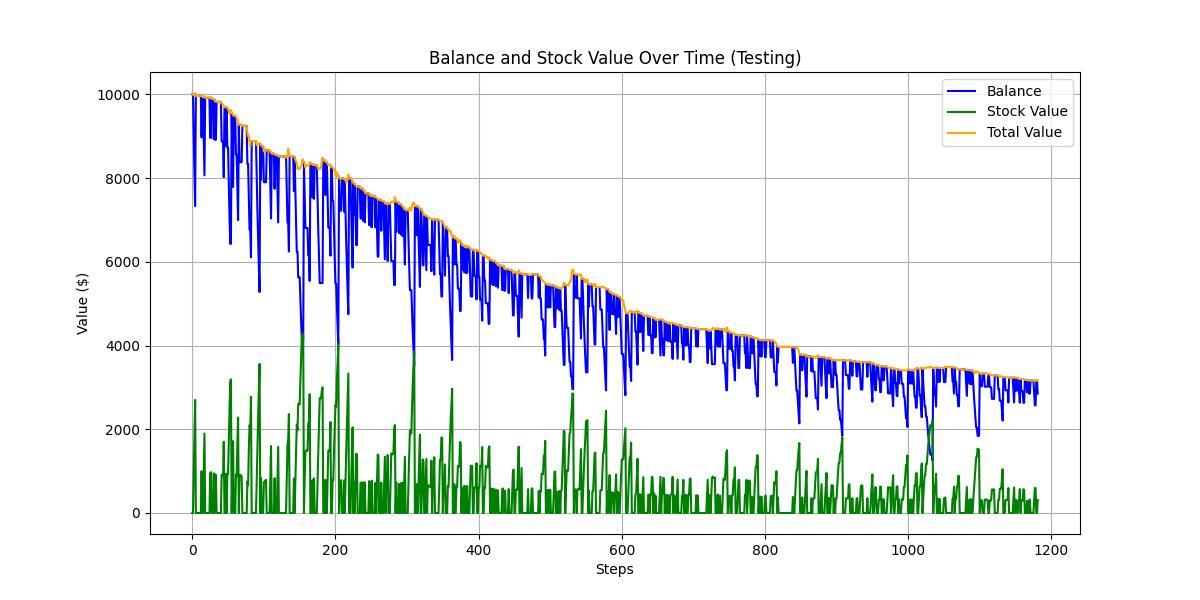 Balance and Stock Value Over Time (Testing)
Balance
Stock Value
Total Value
Value ($)
10000
8000
6000
4000
2000
0
0 200 400 600 800 1000 1200
Steps